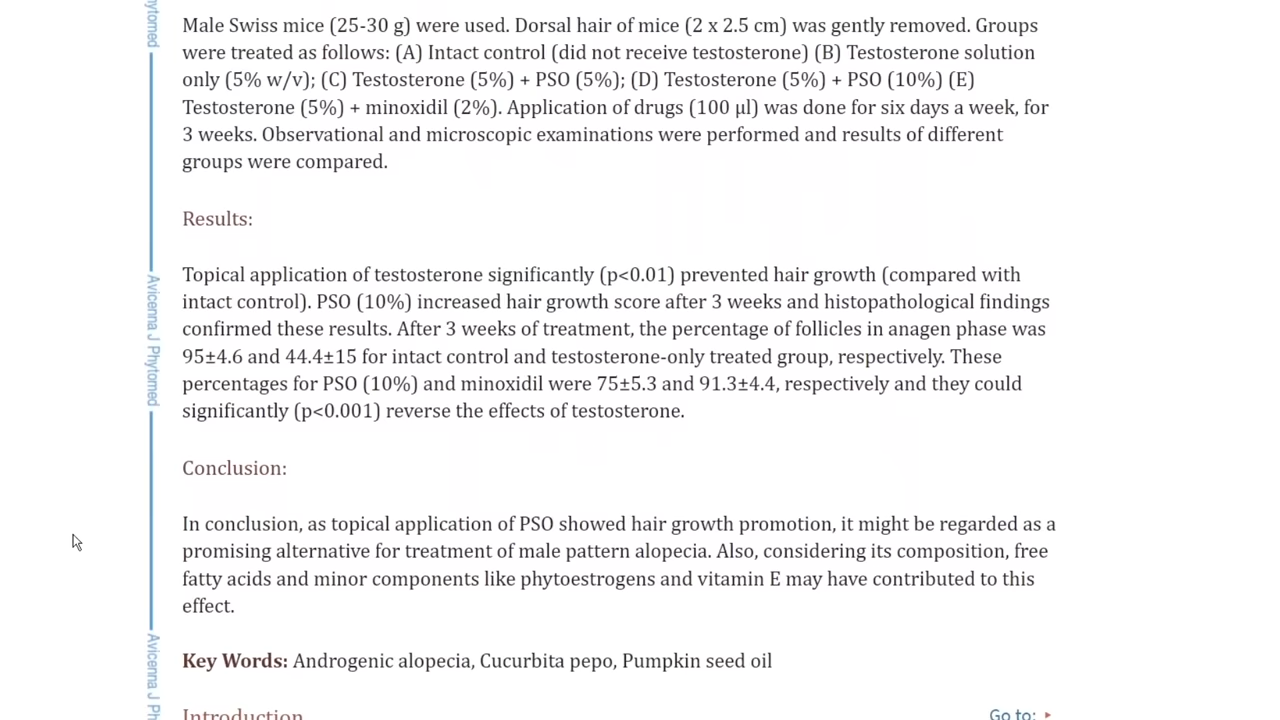 Male Swiss mice (25-30 g) were used. Dorsal hair of mice (2 x 2.5 cm) was gently removed. Groups
were treated as follows: (A) Intact control (did not receive testosterone) (B) Testosterone solution
only (5% w/v); (C) Testosterone (5%) + PSO (5%); (D) Testosterone (5%) + PSO (10%) (E)
Testosterone (5%) + minoxidil (2%). Application of drugs (100 µl) was done for six days a week, for
3 weeks. Observational and microscopic examinations were performed and results of different
groups were compared.
Results:
Topical application of testosterone significantly (p<0.01) prevented hair growth (compared with
intact control). PSO (10%) increased hair growth score after 3 weeks and histopathological findings
confirmed these results. After 3 weeks of treatment, the percentage of follicles in anagen phase was
95±4.6 and 44.4±15 for intact control and testosterone-only treated group, respectively. These
percentages for PSO (10%) and minoxidil were 75±5.3 and 91.3±4.4, respectively and they could
significantly (p<0.001) reverse the effects of testosterone.
Conclusion:
In conclusion, as topical application of PSO showed hair growth promotion, it might be regarded as a
promising alternative for treatment of male pattern alopecia. Also, considering its composition, free
fatty acids and minor components like phytoestrogens and vitamin E may have contributed to this
effect.
Key Words: Androgenic alopecia, Cucurbita pepo, Pumpkin seed oil
Introduction
Go to:
ytomed
Avicenna J Phytomed
Avicenna J Ph